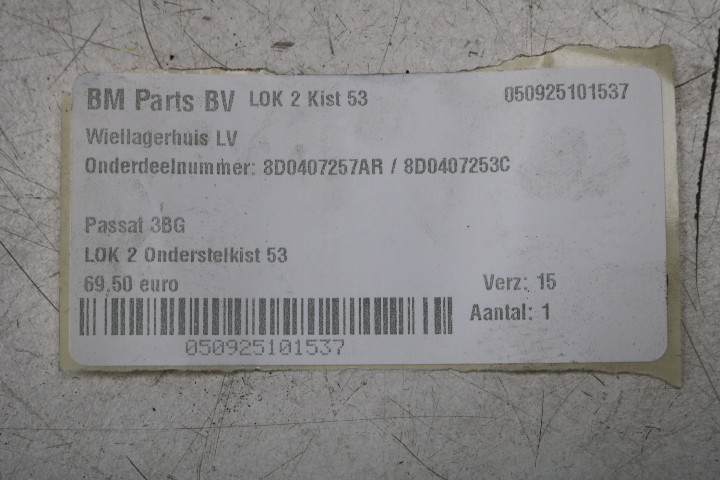 BM Parts BV LOK 2 Kist 53 050925101537
Wiellagerhuis LV
Onderdeelnummer: 8D0407257AR / 8D0407253C
Passat 3BG
LOK 2 Onderstelkist 53
69,50 euro Verz: 15
Aantal: 1
050925101537